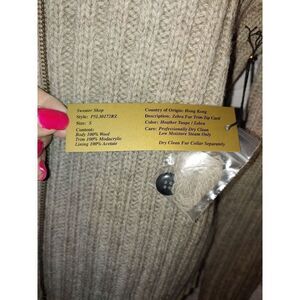 Sweater Shop
Style: PSL30172RZ
Size: S
Content:
Body 100% Wool
Trim 100% Modacrylic
Lining 100% Acetate
Country of Origin: Hong Kong
Description: Zebra Fur Trim Zip Card
Color: Heather Taupe / Zebra
Care: Professionally Dry Clean
Low Moisture Steam Only
Dry Clean Fur Collar Separately